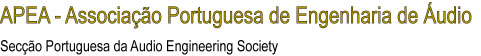 APEA - Associação Portuguesa de Engenharia de Áudio
Secção Portuguesa da Audio Engineering Society